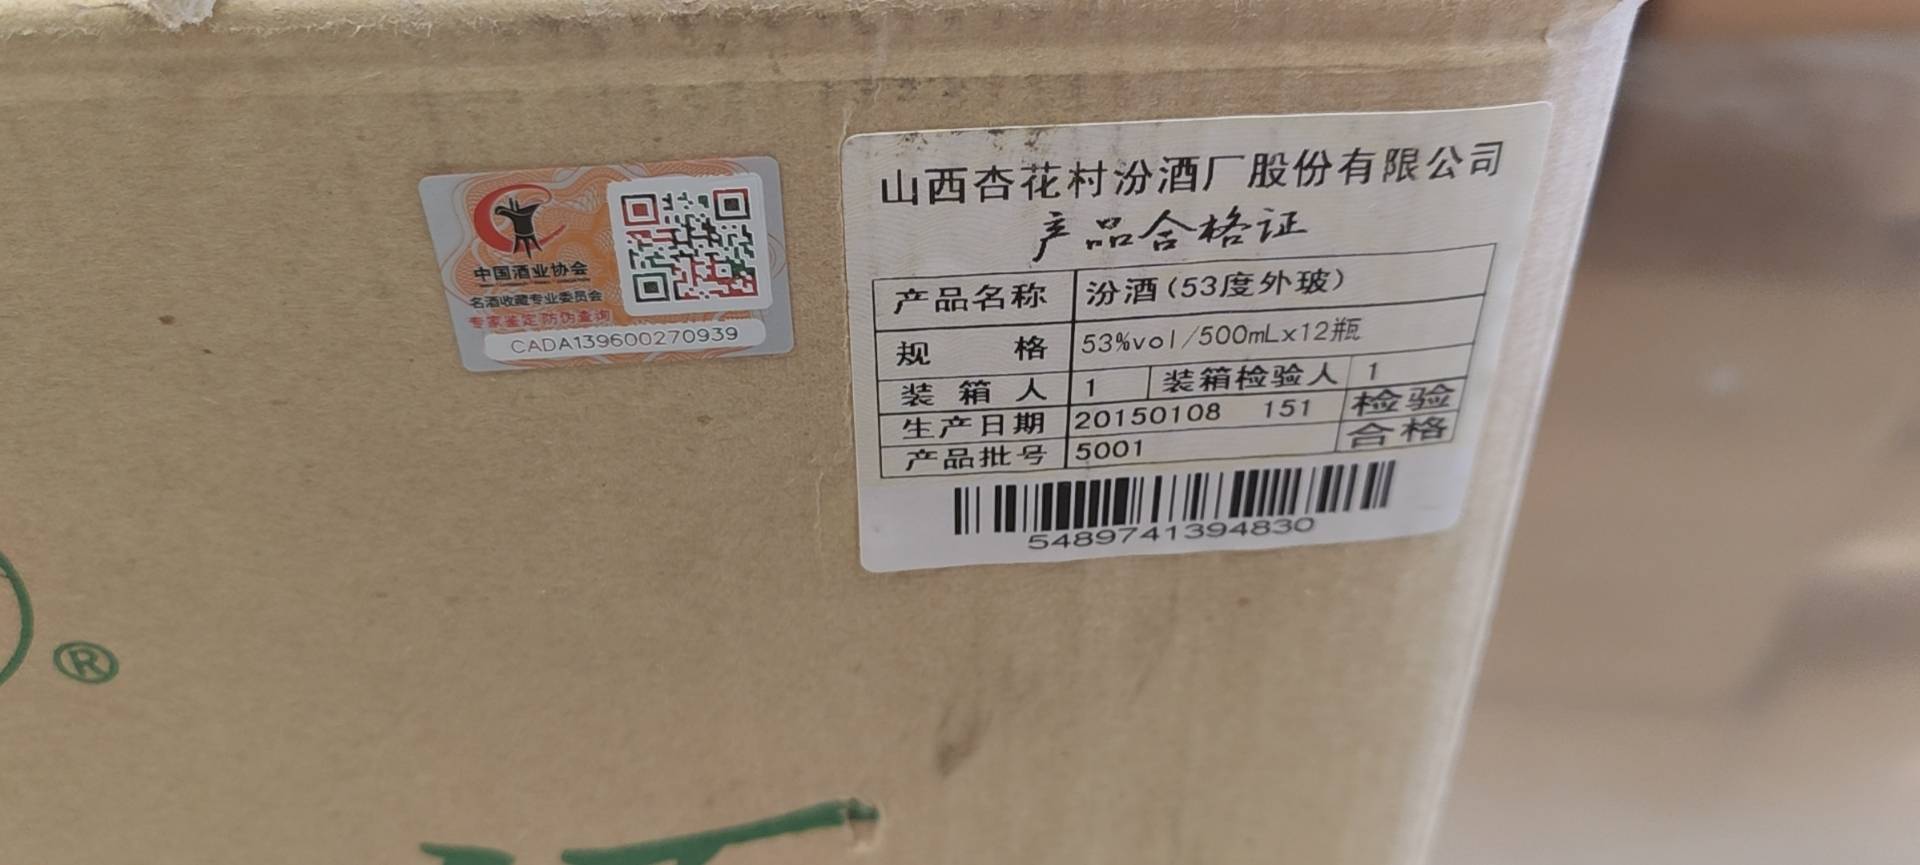 中国酒业协会
名酒收藏专业委员会
专家鉴定 防伪查询
CADA139600270939
山西杏花村汾酒厂股份有限公司
产品合格证
产品名称 汾酒(53度外玻)
规格 53%vol/500mLx12瓶
装箱人 1 装箱检验人 1
生产日期 20150108 151 检验
产品批号 5001 合格
5489741394830
®